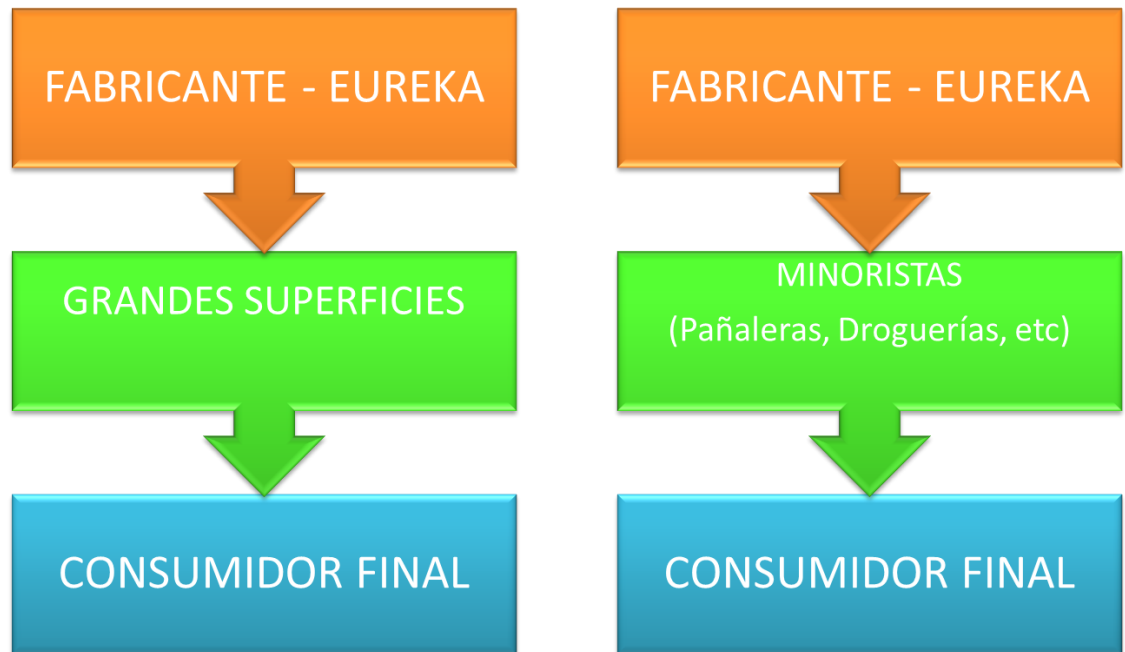 FABRICANTE - EUREKA
GRANDES SUPERFICIES
CONSUMIDOR FINAL
FABRICANTE - EUREKA
MINORISTAS
(Pañaleras, Droguerías, etc)
CONSUMIDOR FINAL